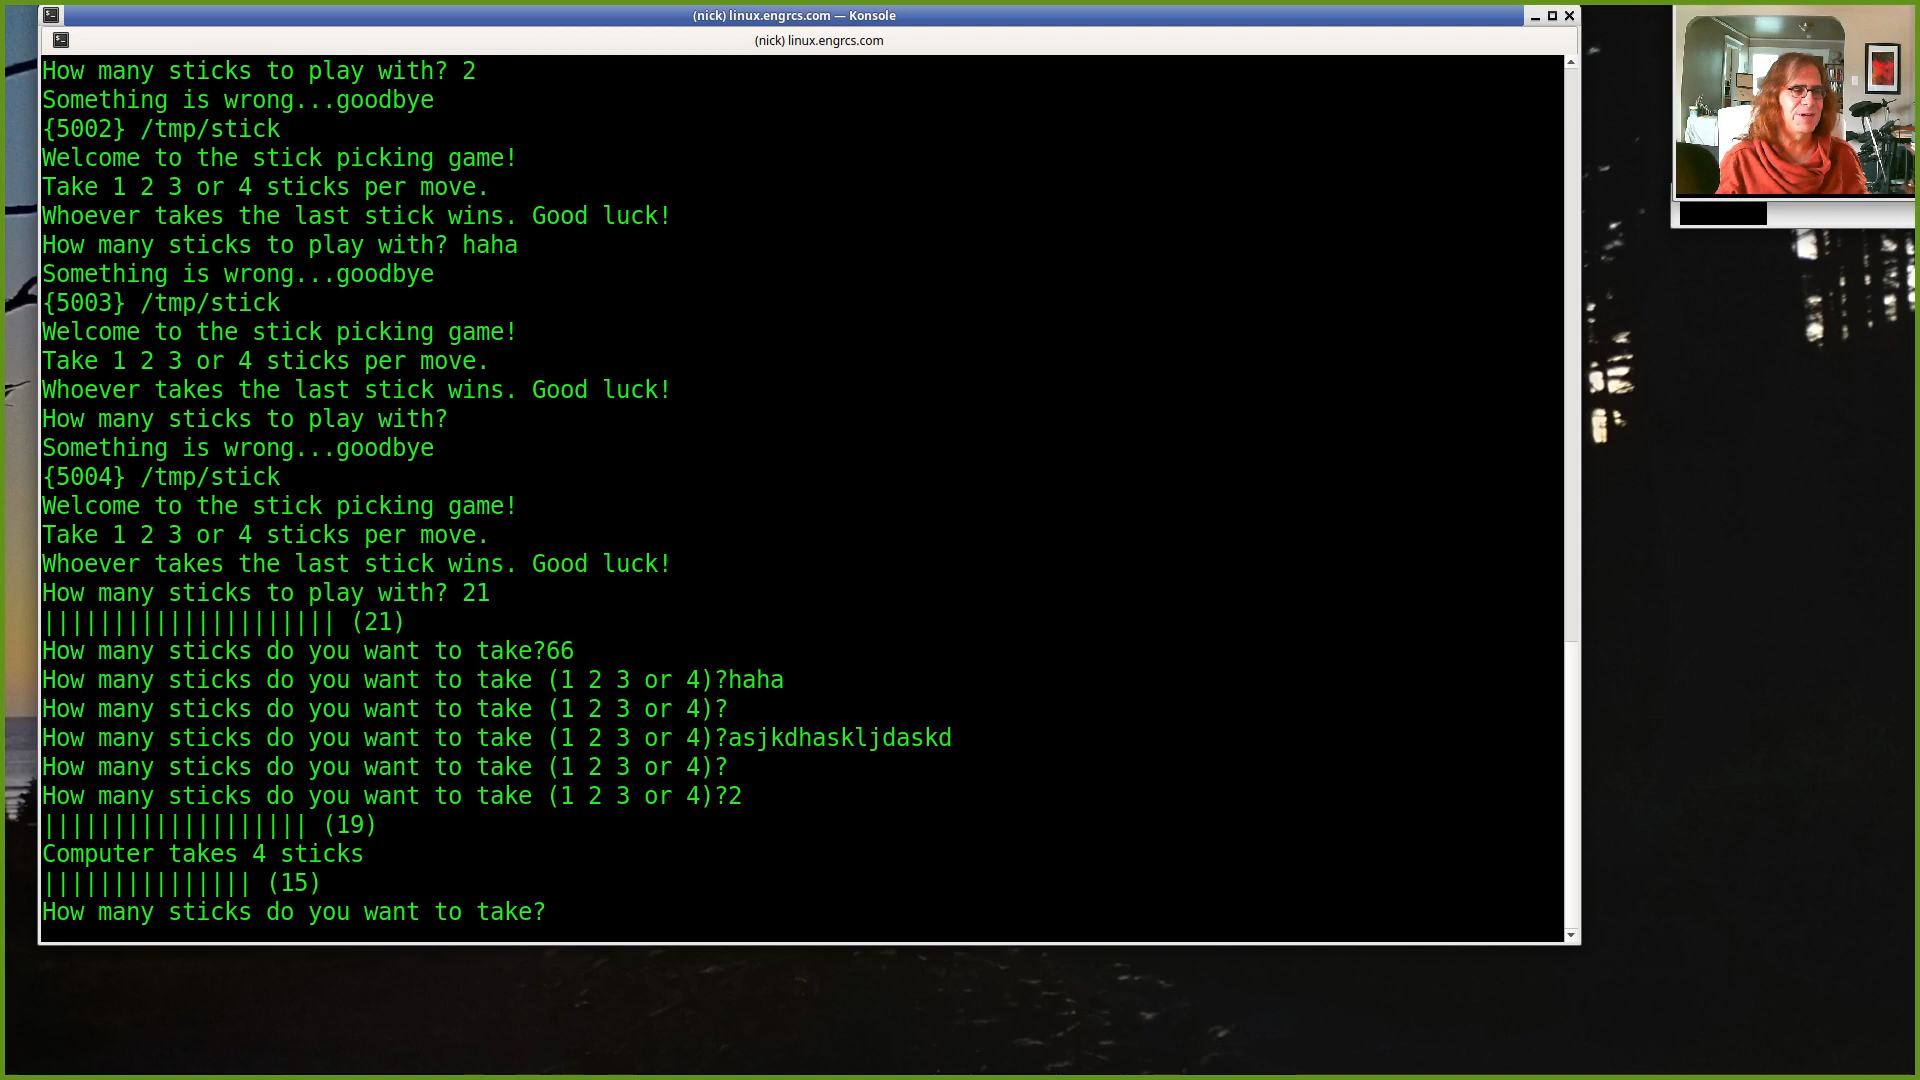 (nick) linux.engrcs.com — Konsole
(nick) linux.engrcs.com
How many sticks to play with? 2
Something is wrong...goodbye
{5002} /tmp/stick
Welcome to the stick picking game!
Take 1 2 3 or 4 sticks per move.
Whoever takes the last stick wins. Good luck!
How many sticks to play with? haha
Something is wrong...goodbye
{5003} /tmp/stick
Welcome to the stick picking game!
Take 1 2 3 or 4 sticks per move.
Whoever takes the last stick wins. Good luck!
How many sticks to play with?
Something is wrong...goodbye
{5004} /tmp/stick
Welcome to the stick picking game!
Take 1 2 3 or 4 sticks per move.
Whoever takes the last stick wins. Good luck!
How many sticks to play with? 21
||||||||||||||||||||| (21)
How many sticks do you want to take?66
How many sticks do you want to take (1 2 3 or 4)?haha
How many sticks do you want to take (1 2 3 or 4)?
How many sticks do you want to take (1 2 3 or 4)?asjkdhaskljdaskd
How many sticks do you want to take (1 2 3 or 4)?
How many sticks do you want to take (1 2 3 or 4)?2
||||||||||||||||||| (19)
Computer takes 4 sticks
||||||||||||||| (15)
How many sticks do you want to take?